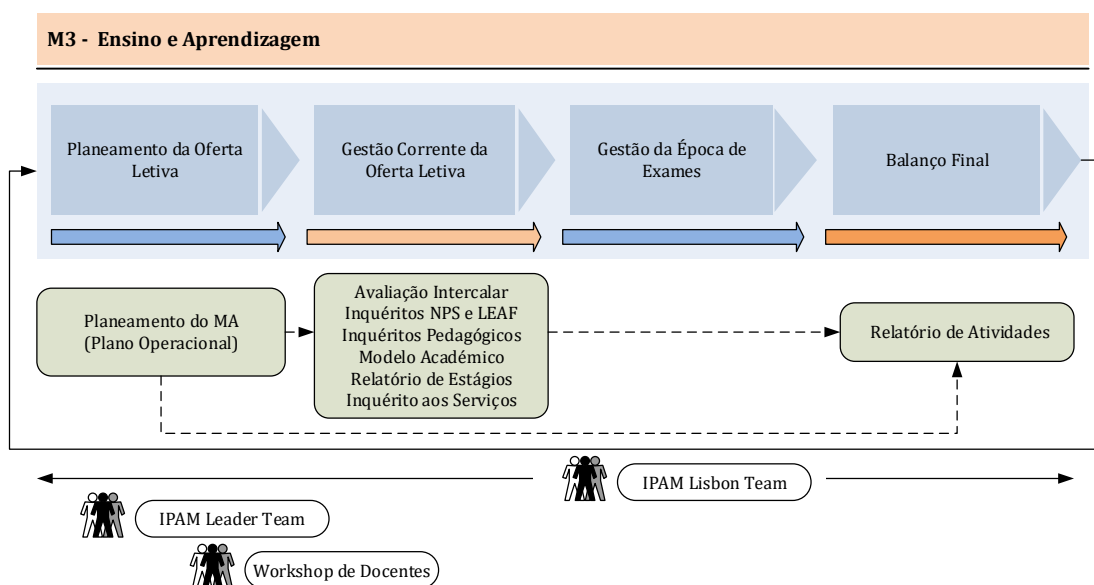 M3 - Ensino e Aprendizagem
Planeamento da Oferta
Letiva
Gestão Corrente da
Oferta Letiva
Gestão da Época de
Exames
Balanço Final
Planeamento do MA
(Plano Operacional)
Avaliação Intercalar
Inquéritos NPS e LEAF
Inquéritos Pedagógicos
Modelo Académico
Relatório de Estágios
Inquérito aos Serviços
Relatório de Atividades
IPAM Lisbon Team
IPAM Leader Team
Workshop de Docentes